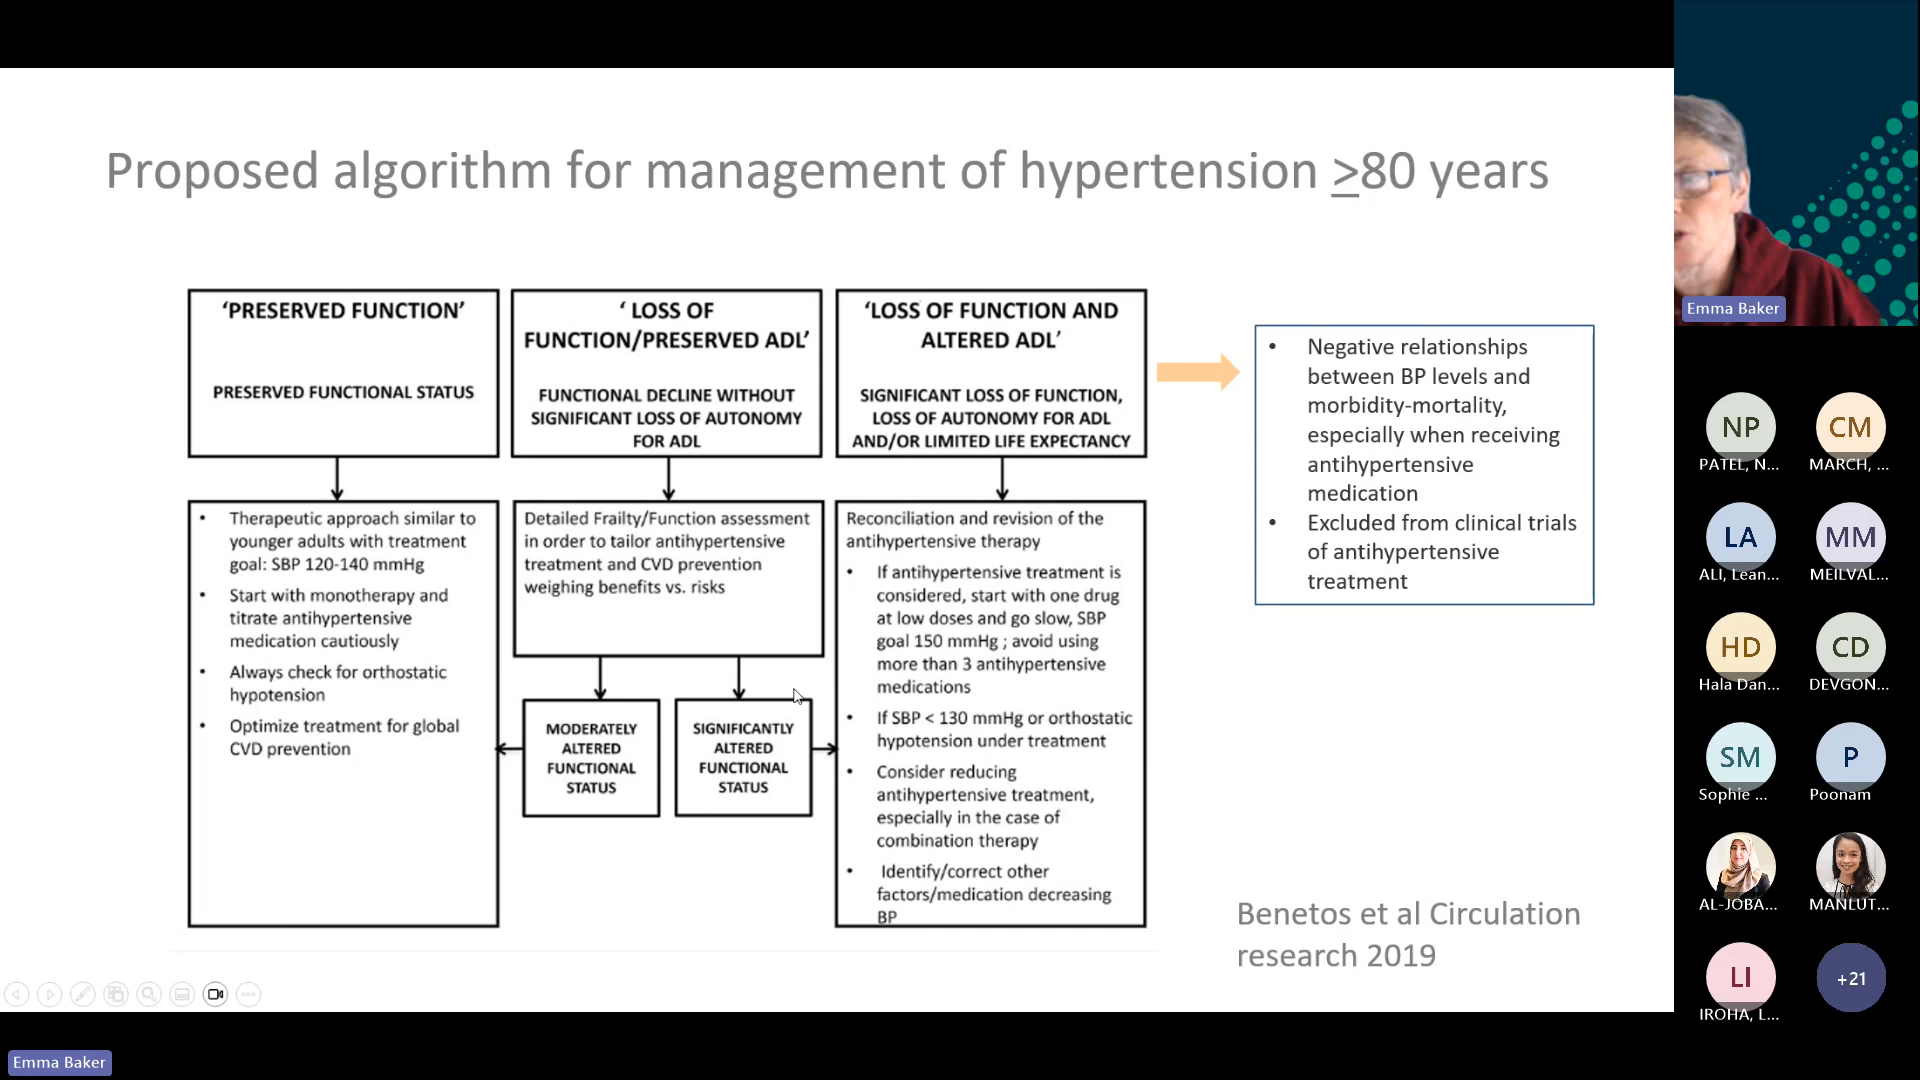 Proposed algorithm for management of hypertension ≥80 years
‘PRESERVED FUNCTION’
PRESERVED FUNCTIONAL STATUS
‘ LOSS OF
FUNCTION/PRESERVED ADL’
FUNCTIONAL DECLINE WITHOUT
SIGNIFICANT LOSS OF AUTONOMY
FOR ADL
‘LOSS OF FUNCTION AND
ALTERED ADL’
SIGNIFICANT LOSS OF FUNCTION,
LOSS OF AUTONOMY FOR ADL
AND/OR LIMITED LIFE EXPECTANCY
• Therapeutic approach similar to
younger adults with treatment
goal: SBP 120-140 mmHg
• Start with monotherapy and
titrate antihypertensive
medication cautiously
• Always check for orthostatic
hypotension
• Optimize treatment for global
CVD prevention
Detailed Frailty/Function assessment
in order to tailor antihypertensive
treatment and CVD prevention
weighing benefits vs. risks
MODERATELY
ALTERED
FUNCTIONAL
STATUS
SIGNIFICANTLY
ALTERED
FUNCTIONAL
STATUS
Reconciliation and revision of the
antihypertensive therapy
• If antihypertensive treatment is
considered, start with one drug
at low doses and go slow, SBP
goal 150 mmHg ; avoid using
more than 3 antihypertensive
medications
• If SBP < 130 mmHg or orthostatic
hypotension under treatment
• Consider reducing
antihypertensive treatment,
especially in the case of
combination therapy
• Identify/correct other
factors/medication decreasing
BP
• Negative relationships
between BP levels and
morbidity-mortality,
especially when receiving
antihypertensive
medication
• Excluded from clinical trials
of antihypertensive
treatment
Benetos et al Circulation
research 2019
Emma Baker
Emma Baker
NP
PATEL, N...
CM
MARCH, ...
LA
ALI, Lean...
MM
MEILVAL...
HD
Hala Dan...
CD
DEVGON...
SM
Sophie ...
P
Poonam
AL-JOBA...
MANLUT...
LI
IROHA, L...
+21